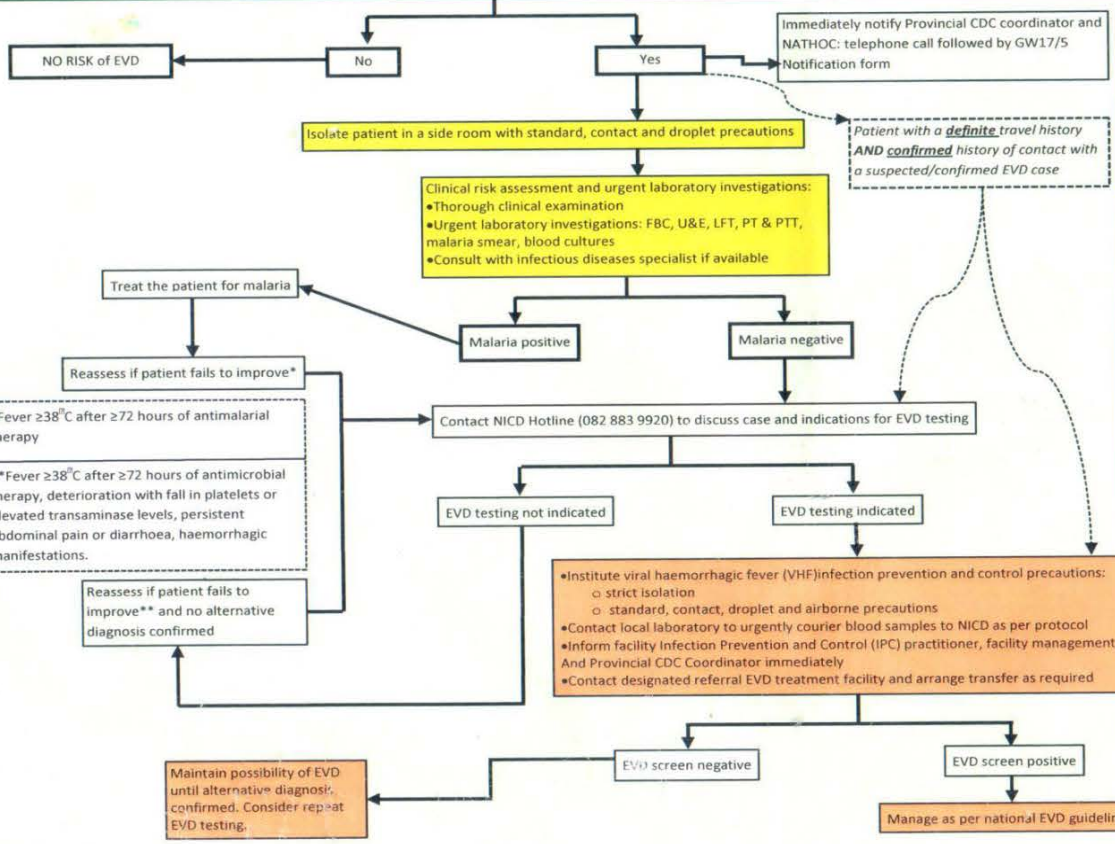 Immediately notify Provincial CDC coordinator and
NATHOC: telephone call followed by GW17/5
Notification form
NO RISK of EVD
No
Yes
Isolate patient in a side room with standard, contact and droplet precautions
Patient with a definite travel history
AND confirmed history of contact with
a suspected/confirmed EVD case
Clinical risk assessment and urgent laboratory investigations:
•Thorough clinical examination
•Urgent laboratory investigations: FBC, U&E, LFT, PT & PTT,
malaria smear, blood cultures
•Consult with infectious diseases specialist if available
Treat the patient for malaria
Malaria positive
Malaria negative
Reassess if patient fails to improve*
Contact NICD Hotline (082 883 9920) to discuss case and indications for EVD testing
Fever ≥38°C after ≥72 hours of antimalarial
herapy
*Fever ≥38°C after ≥72 hours of antimicrobial
herapy, deterioration with fall in platelets or
levated transaminase levels, persistent
bdominal pain or diarrhoea, haemorrhagic
manifestations.
EVD testing not indicated
EVD testing indicated
Reassess if patient fails to
improve** and no alternative
diagnosis confirmed
•Institute viral haemorrhagic fever (VHF)infection prevention and control precautions:
o strict isolation
o standard, contact, droplet and airborne precautions
•Contact local laboratory to urgently courier blood samples to NICD as per protocol
•Inform facility Infection Prevention and Control (IPC) practitioner, facility management
And Provincial CDC Coordinator immediately
•Contact designated referral EVD treatment facility and arrange transfer as required
EVD screen negative
EVD screen positive
Maintain possibility of EVD
until alternative diagnosis
confirmed. Consider repeat
EVD testing.
Manage as per national EVD guidelin